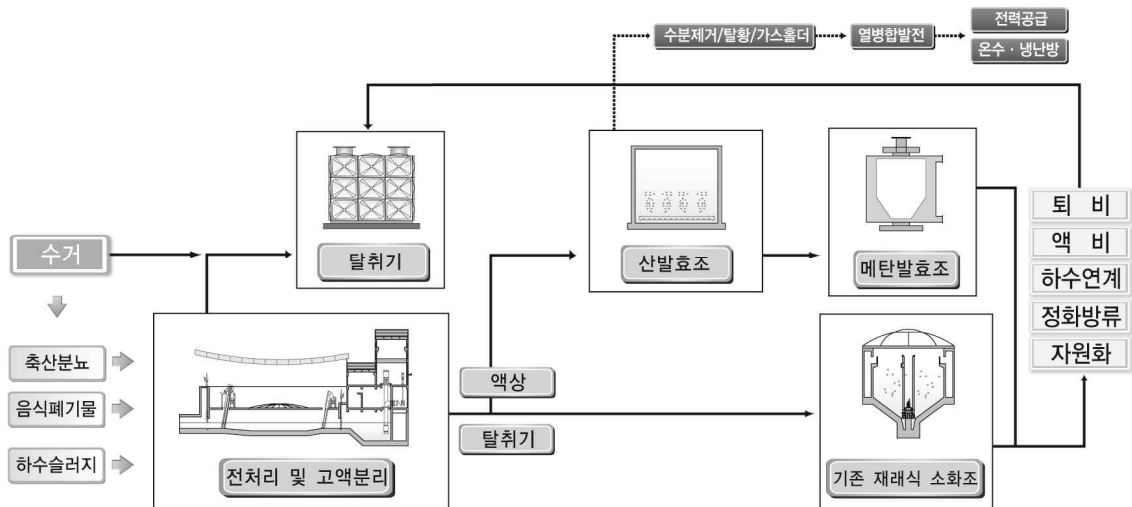 수분제거/탈황/가스홀더
열병합발전
전력공급
온수·냉난방
수거
탈취기
산발효조
메탄발효조
퇴 비
액 비
하수연계
정화방류
자원화
축산분뇨
음식폐기물
하수슬러지
액상
탈취기
전처리 및 고액분리
기존 재래식 소화조